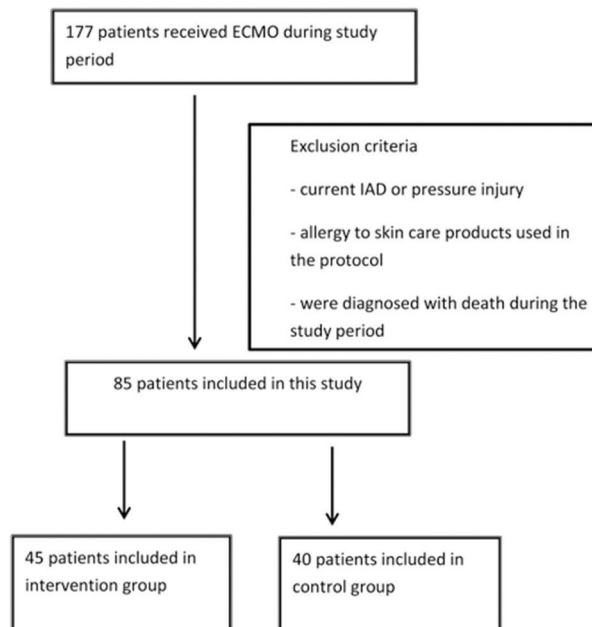 177 patients received ECMO during study
period
Exclusion criteria
- current IAD or pressure injury
- allergy to skin care products used in
the protocol
- were diagnosed with death during the
study period
85 patients included in this study
45 patients included in
intervention group
40 patients included in
control group